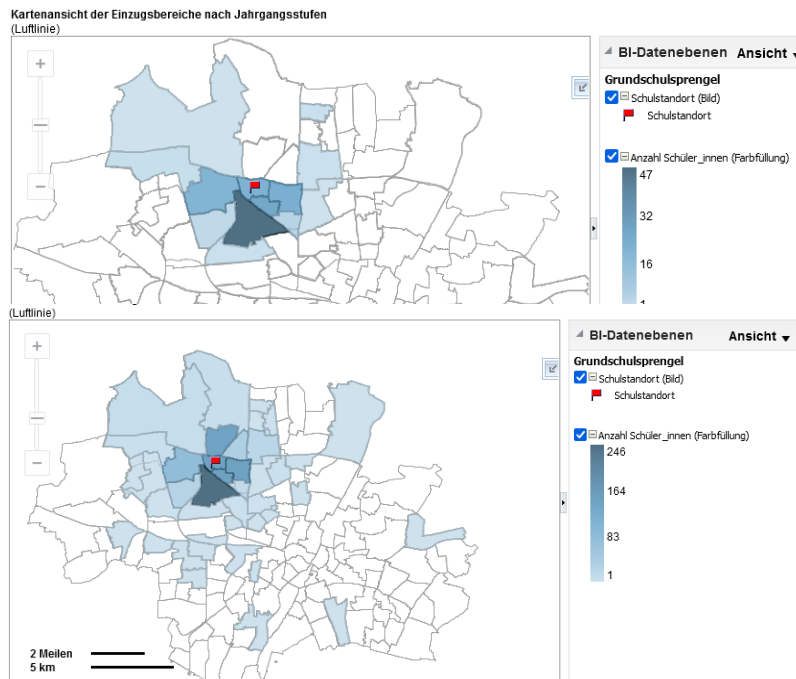 Kartenansicht der Einzugsbereiche nach Jahrgangsstufen
(Luftlinie)
BI-Datenebenen Ansicht
Grundschulsprengel
Schulstandort (Bild)
Schulstandort
Anzahl Schüler_innen (Farbfüllung)
47
32
16
1
(Luftlinie)
BI-Datenebenen Ansicht
Grundschulsprengel
Schulstandort (Bild)
Schulstandort
Anzahl Schüler_innen (Farbfüllung)
246
164
83
1
2 Meilen
5 km